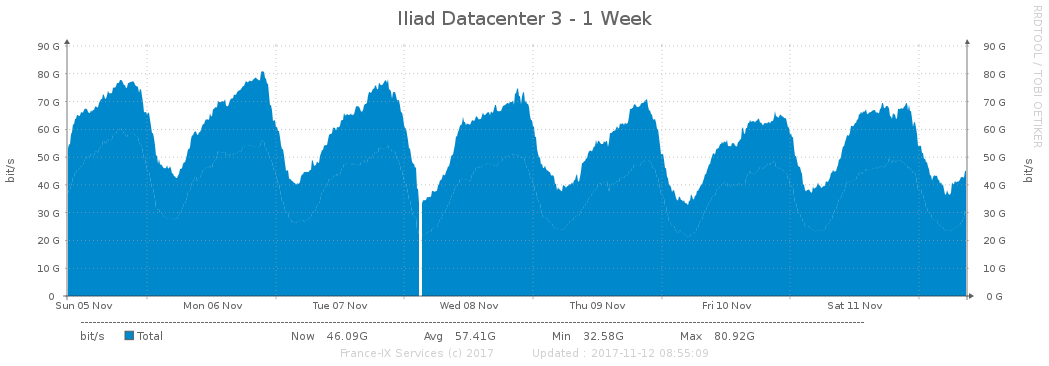 Iliad Datacenter 3 - 1 Week
RRDTOOL / TOBI OETIKER
90 G 90 G
80 G 80 G
70 G 70 G
60 G 60 G
50 G 50 G
40 G 40 G
30 G 30 G
20 G 20 G
10 G 10 G
0 0 G
bit/s bit/s
Sun 05 Nov Mon 06 Nov Tue 07 Nov Wed 08 Nov Thu 09 Nov Fri 10 Nov Sat 11 Nov
bit/s Total Now 46.09G Avg 57.41G Min 32.58G Max 80.92G
France-IX Services (c) 2017 Updated : 2017-11-12 08:55:09